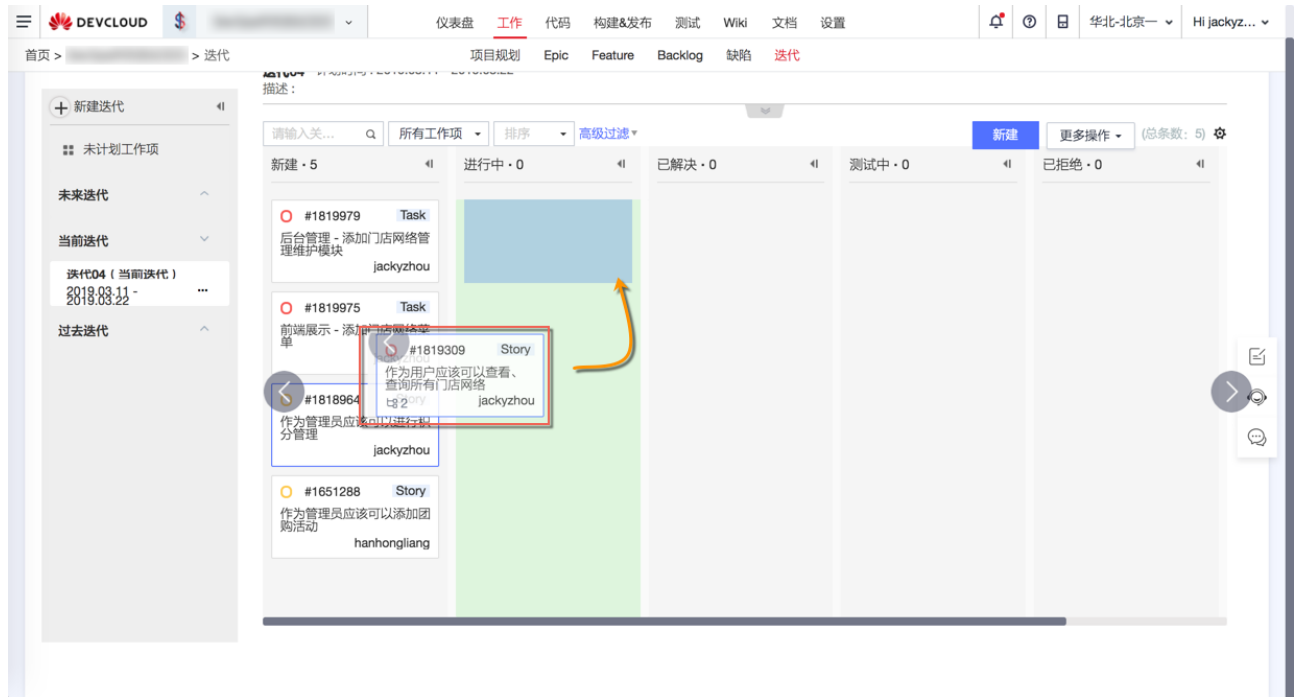 DEVCLOUD
仪表盘 工作 代码 构建&发布 测试 Wiki 文档 设置
华北-北京一
Hi jackyz...
首页 > > 迭代
项目规划 Epic Feature Backlog 缺陷 迭代
描述：
新建迭代
未计划工作项
未来迭代
当前迭代
迭代04（当前迭代）
2019.03.11 -
2019.03.22
过去迭代
请输入关... 所有工作项 排序 高级过滤
新建 更多操作 (总条数：5)
新建・5 进行中・0 已解决・0 测试中・0 已拒绝・0
#1819979 Task
后台管理 - 添加门店网络管
理维护模块
jackyzhou
#1819975 Task
前端展示 - 添加门店网络菜
单
#1819309 Story
作为用户应该可以查看、
查询所有门店网络
2 jackyzhou
#1818964
作为管理员应该可以进行积
分管理
jackyzhou
#1651288 Story
作为管理员应该可以添加团
购活动
hanhongliang